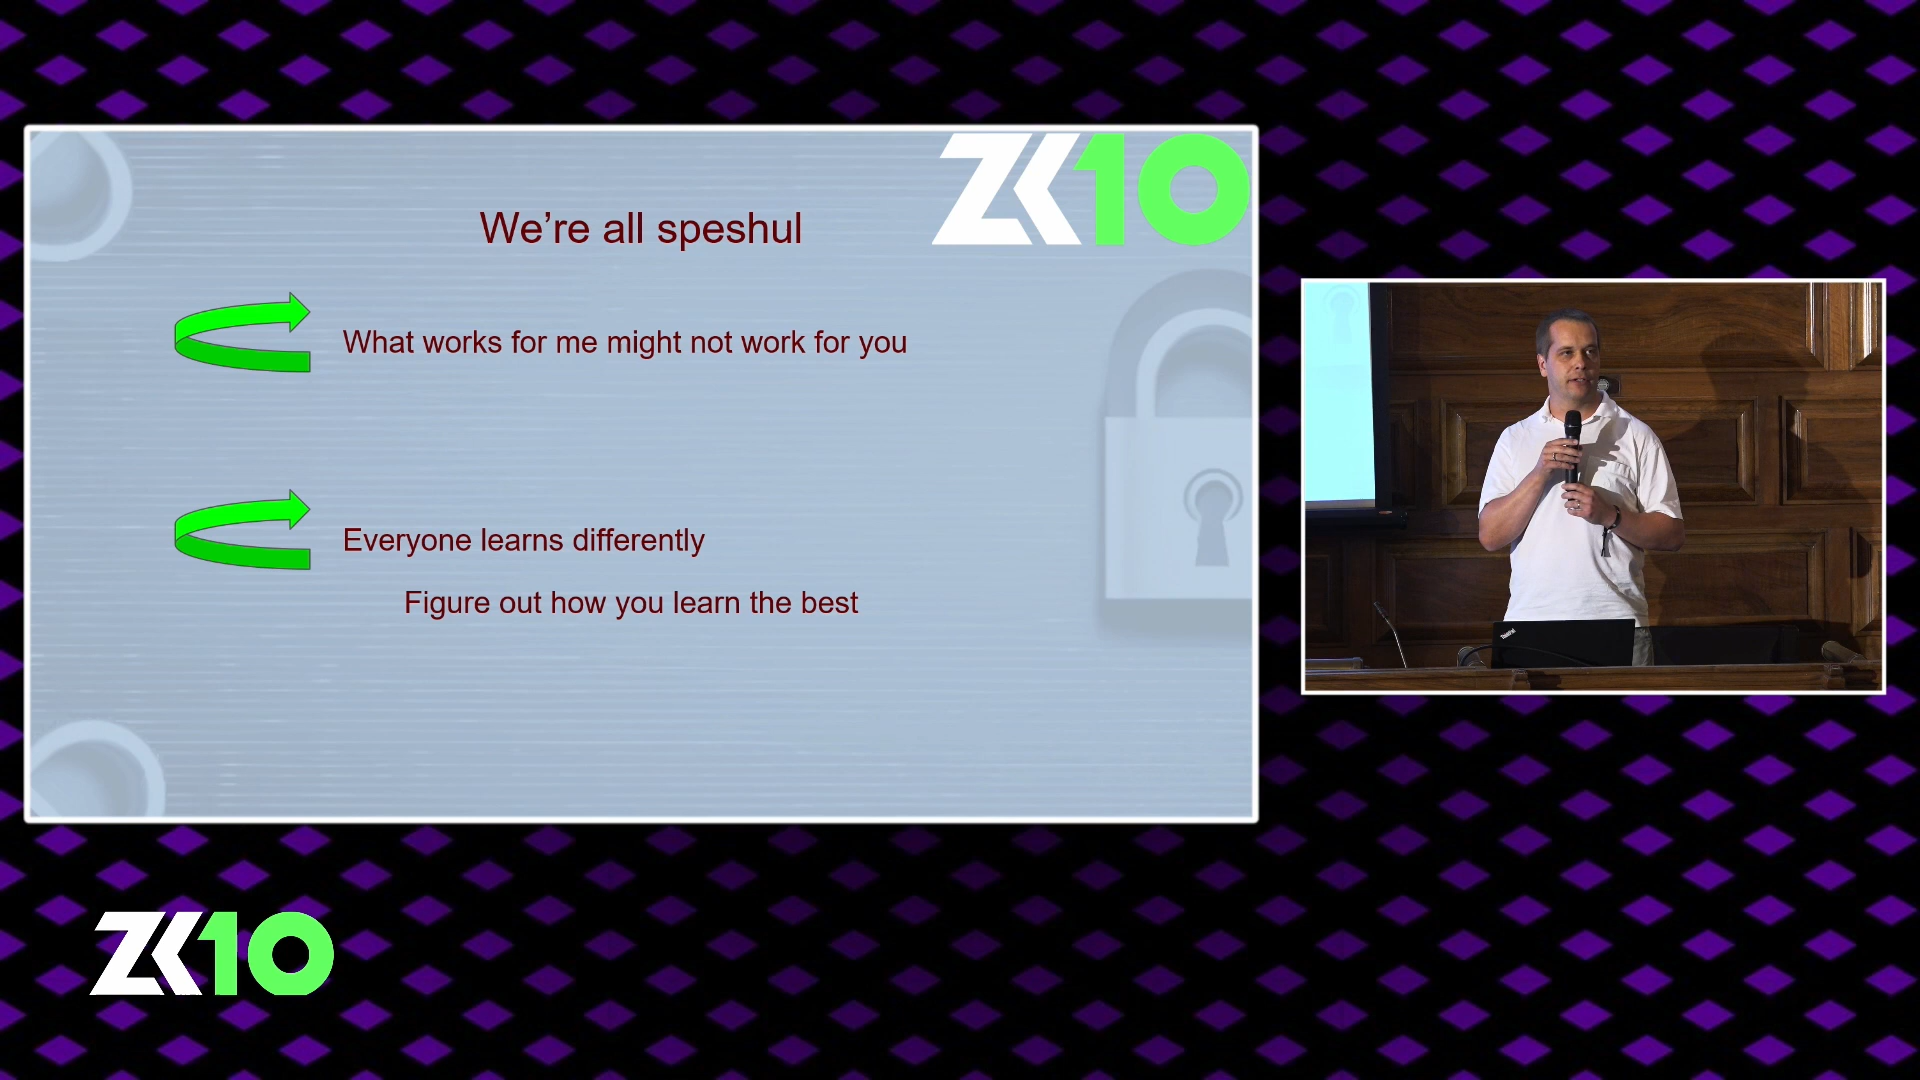 ZK10
We're all speshul
What works for me might not work for you
Everyone learns differently
Figure out how you learn the best
ThinkPad
ZK10